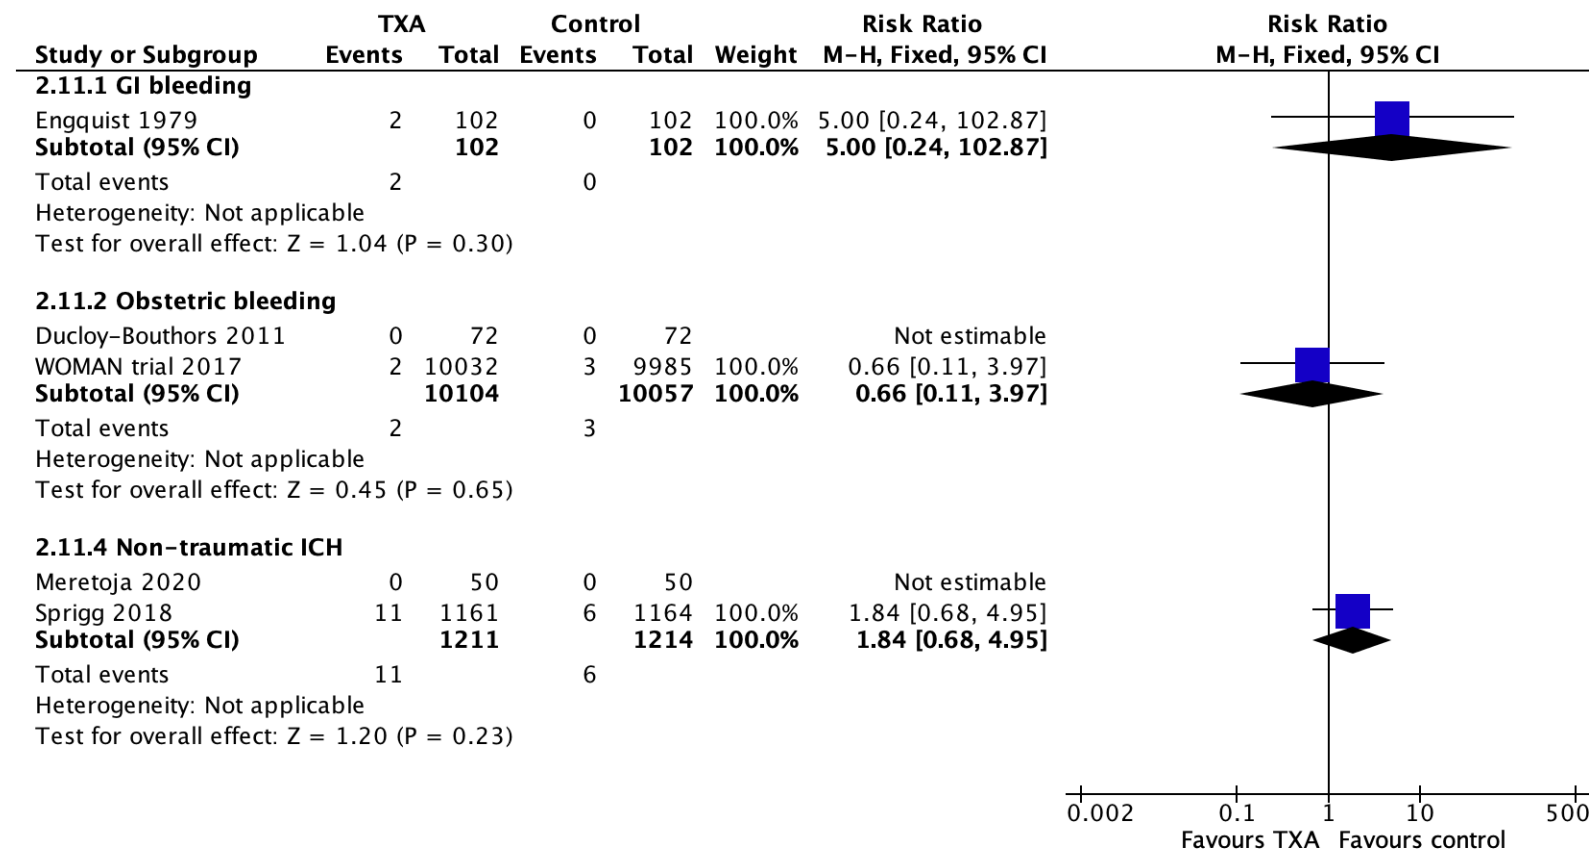 TXA Control Risk Ratio Risk Ratio
Study or Subgroup Events Total Events Total Weight M-H, Fixed, 95% CI M-H, Fixed, 95% CI
2.11.1 GI bleeding
Engquist 1979 2 102 0 102 100.0% 5.00 [0.24, 102.87]
Subtotal (95% CI) 102 102 100.0% 5.00 [0.24, 102.87]
Total events 2 0
Heterogeneity: Not applicable
Test for overall effect: Z = 1.04 (P = 0.30)
2.11.2 Obstetric bleeding
Ducloy-Bouthors 2011 0 72 0 72 Not estimable
WOMAN trial 2017 2 10032 3 9985 100.0% 0.66 [0.11, 3.97]
Subtotal (95% CI) 10104 10057 100.0% 0.66 [0.11, 3.97]
Total events 2 3
Heterogeneity: Not applicable
Test for overall effect: Z = 0.45 (P = 0.65)
2.11.4 Non-traumatic ICH
Meretoja 2020 0 50 0 50 Not estimable
Sprigg 2018 11 1161 6 1164 100.0% 1.84 [0.68, 4.95]
Subtotal (95% CI) 1211 1214 100.0% 1.84 [0.68, 4.95]
Total events 11 6
Heterogeneity: Not applicable
Test for overall effect: Z = 1.20 (P = 0.23)
0.002 0.1 1 10 500
Favours TXA Favours control